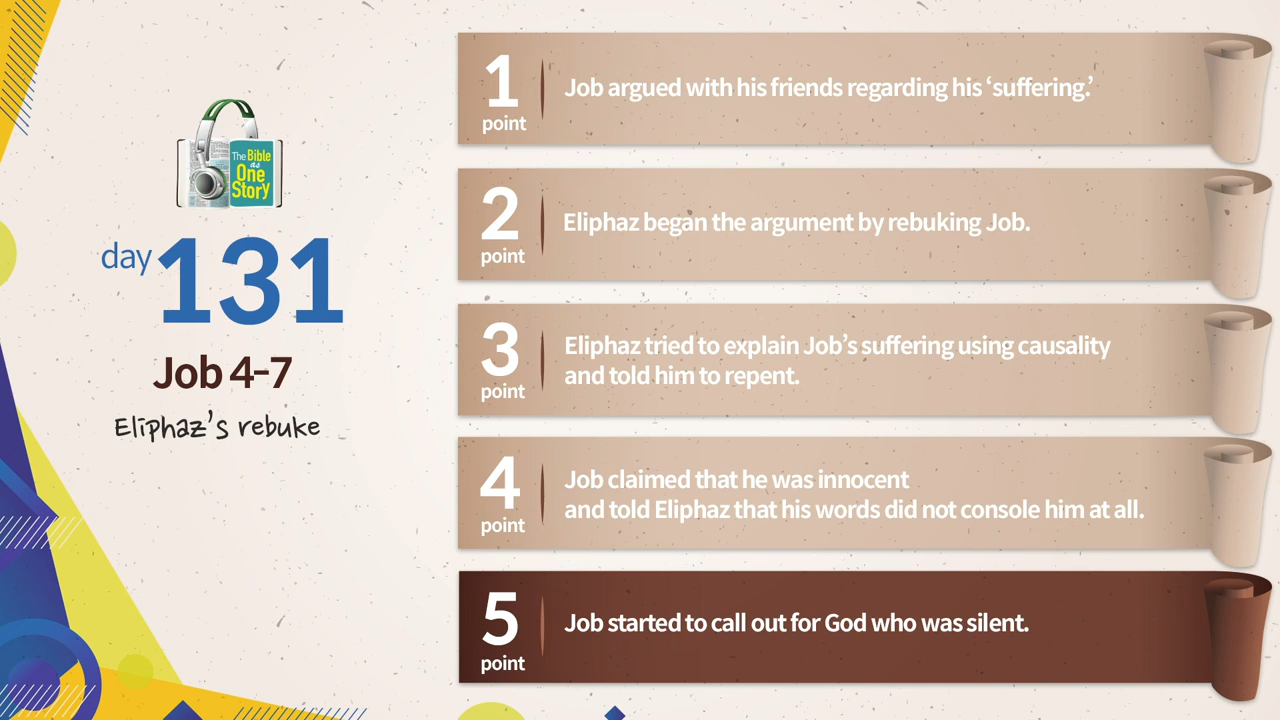 The Bible
as
One
Story
day 131
Job 4-7
Eliphaz's rebuke
1
point
Job argued with his friends regarding his ‘suffering.’
2
point
Eliphaz began the argument by rebuking Job.
3
point
Eliphaz tried to explain Job’s suffering using causality
and told him to repent.
4
point
Job claimed that he was innocent
and told Eliphaz that his words did not console him at all.
5
point
Job started to call out for God who was silent.